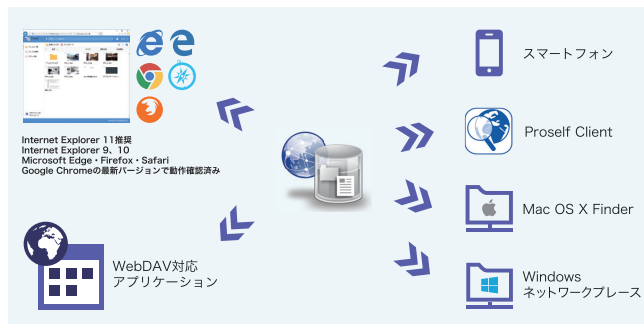 Internet Explorer 11推奨
Internet Explorer 9、10
Microsoft Edge・Firefox・Safari
Google Chromeの最新バージョンで動作確認済み
WebDAV対応
アプリケーション
スマートフォン
Proself Client
Mac OS X Finder
Windows
ネットワークプレース